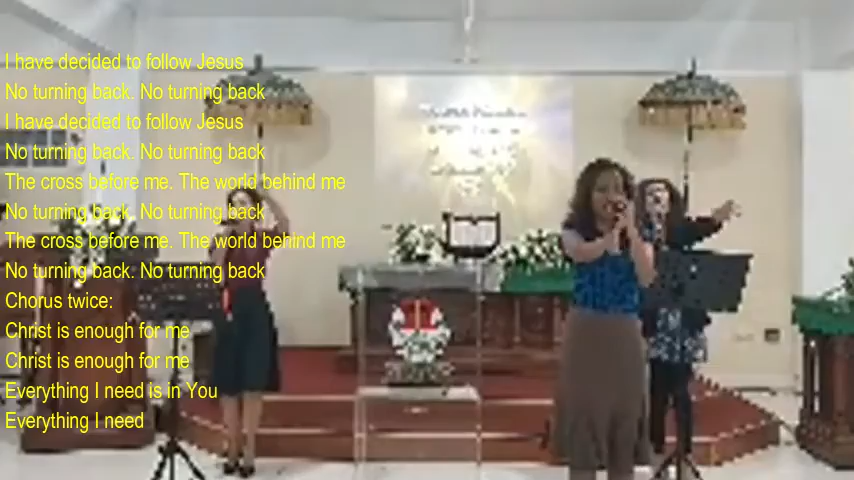 I have decided to follow Jesus
No turning back. No turning back
I have decided to follow Jesus
No turning back. No turning back
The cross before me. The world behind me
No turning back. No turning back
The cross before me. The world behind me
No turning back. No turning back
Chorus twice:
Christ is enough for me
Christ is enough for me
Everything I need is in You
Everything I need